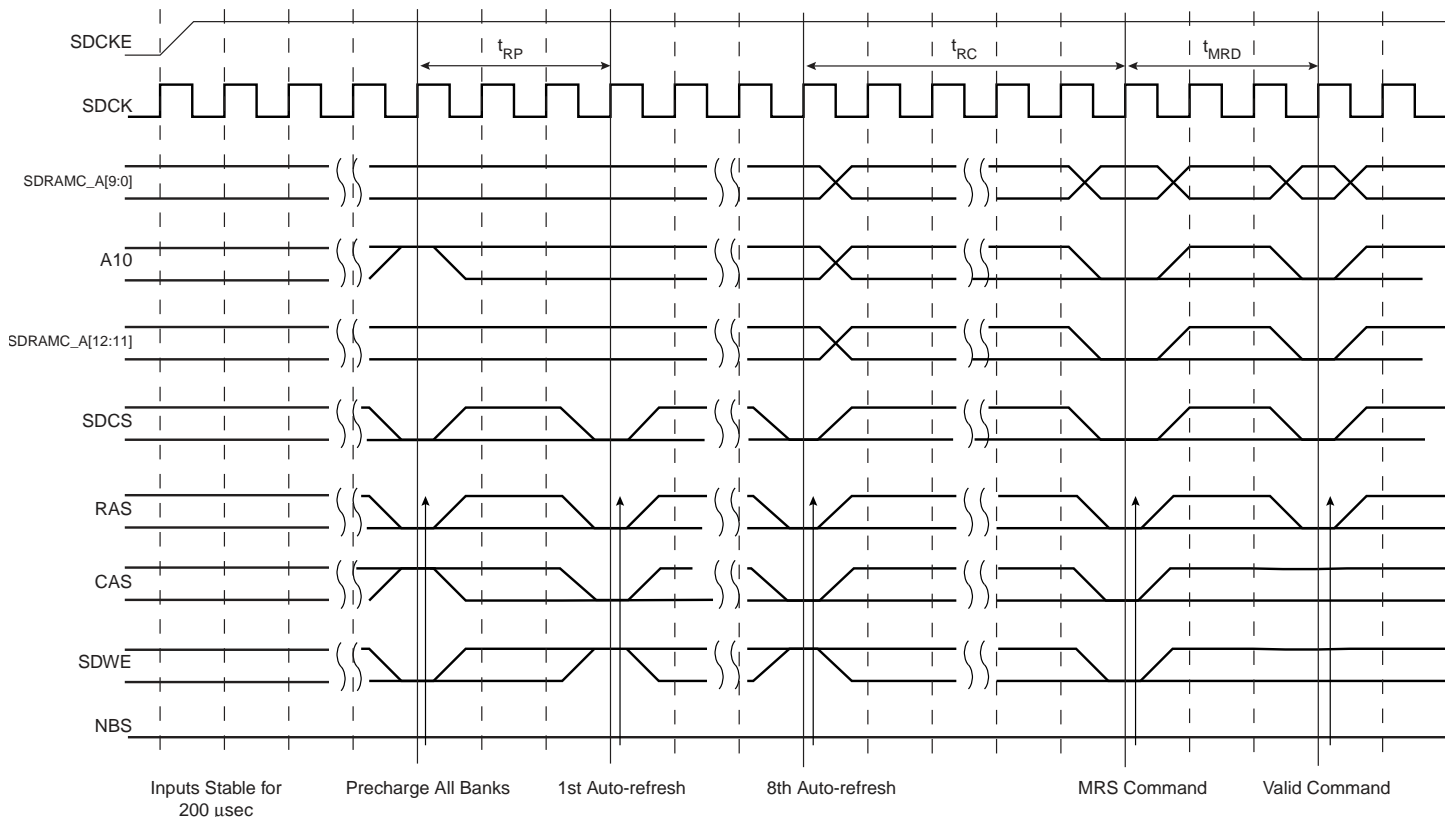 SDCKE
tRP
tRC
tMRD
SDCK
SDRAMC_A[9:0]
A10
SDRAMC_A[12:11]
SDCS
RAS
CAS
SDWE
NBS
Inputs Stable for
200 μsec
Precharge All Banks
1st Auto-refresh
8th Auto-refresh
MRS Command
Valid Command